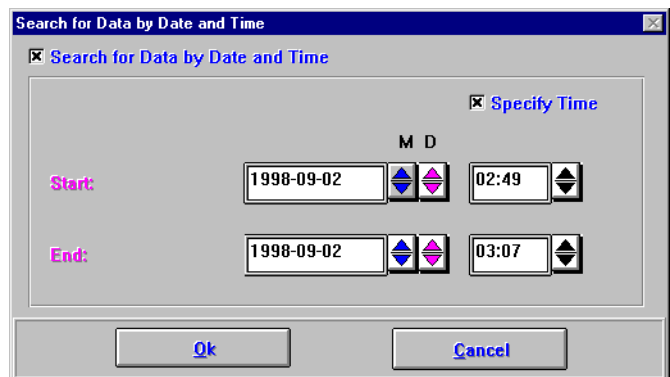 Search for Data by Date and Time
Search for Data by Date and Time
Specify Time
M D
Start: 1998-09-02 02:49
End: 1998-09-02 03:07
Ok Cancel